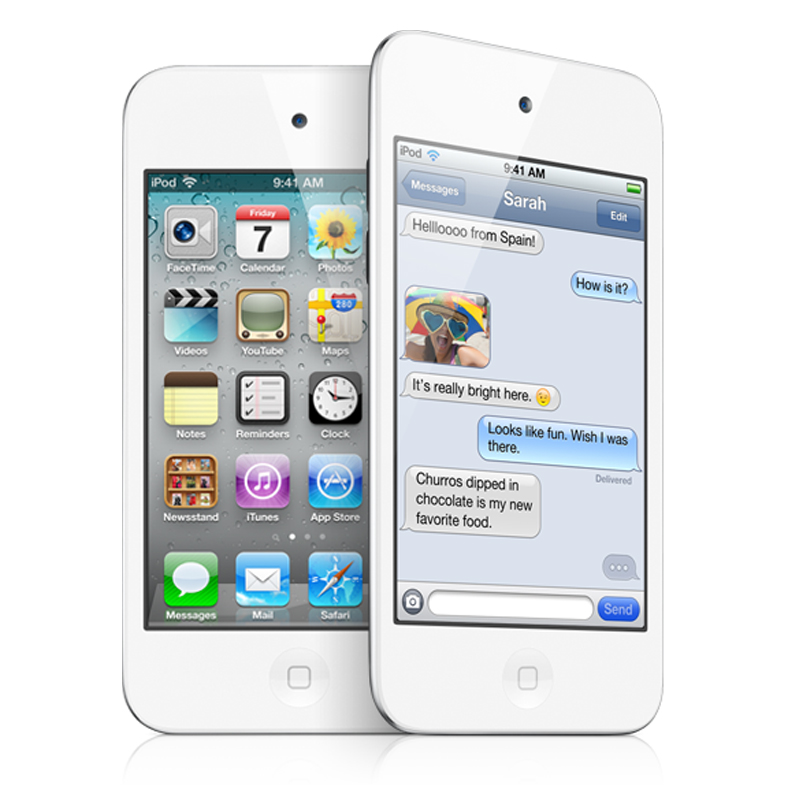 iPod
9:41 AM
Friday
7
FaceTime
Calendar
Photos
280
Videos
YouTube
Maps
Notes
Reminders
Clock
Newsstand
iTunes
App Store
Messages
Mail
Safari
iPod
9:41 AM
Messages
Sarah
Edit
Hellloooo from Spain!
How is it?
It's really bright here.
Looks like fun. Wish I was
there.
Delivered
Churros dipped in
chocolate is my new
favorite food.
Send